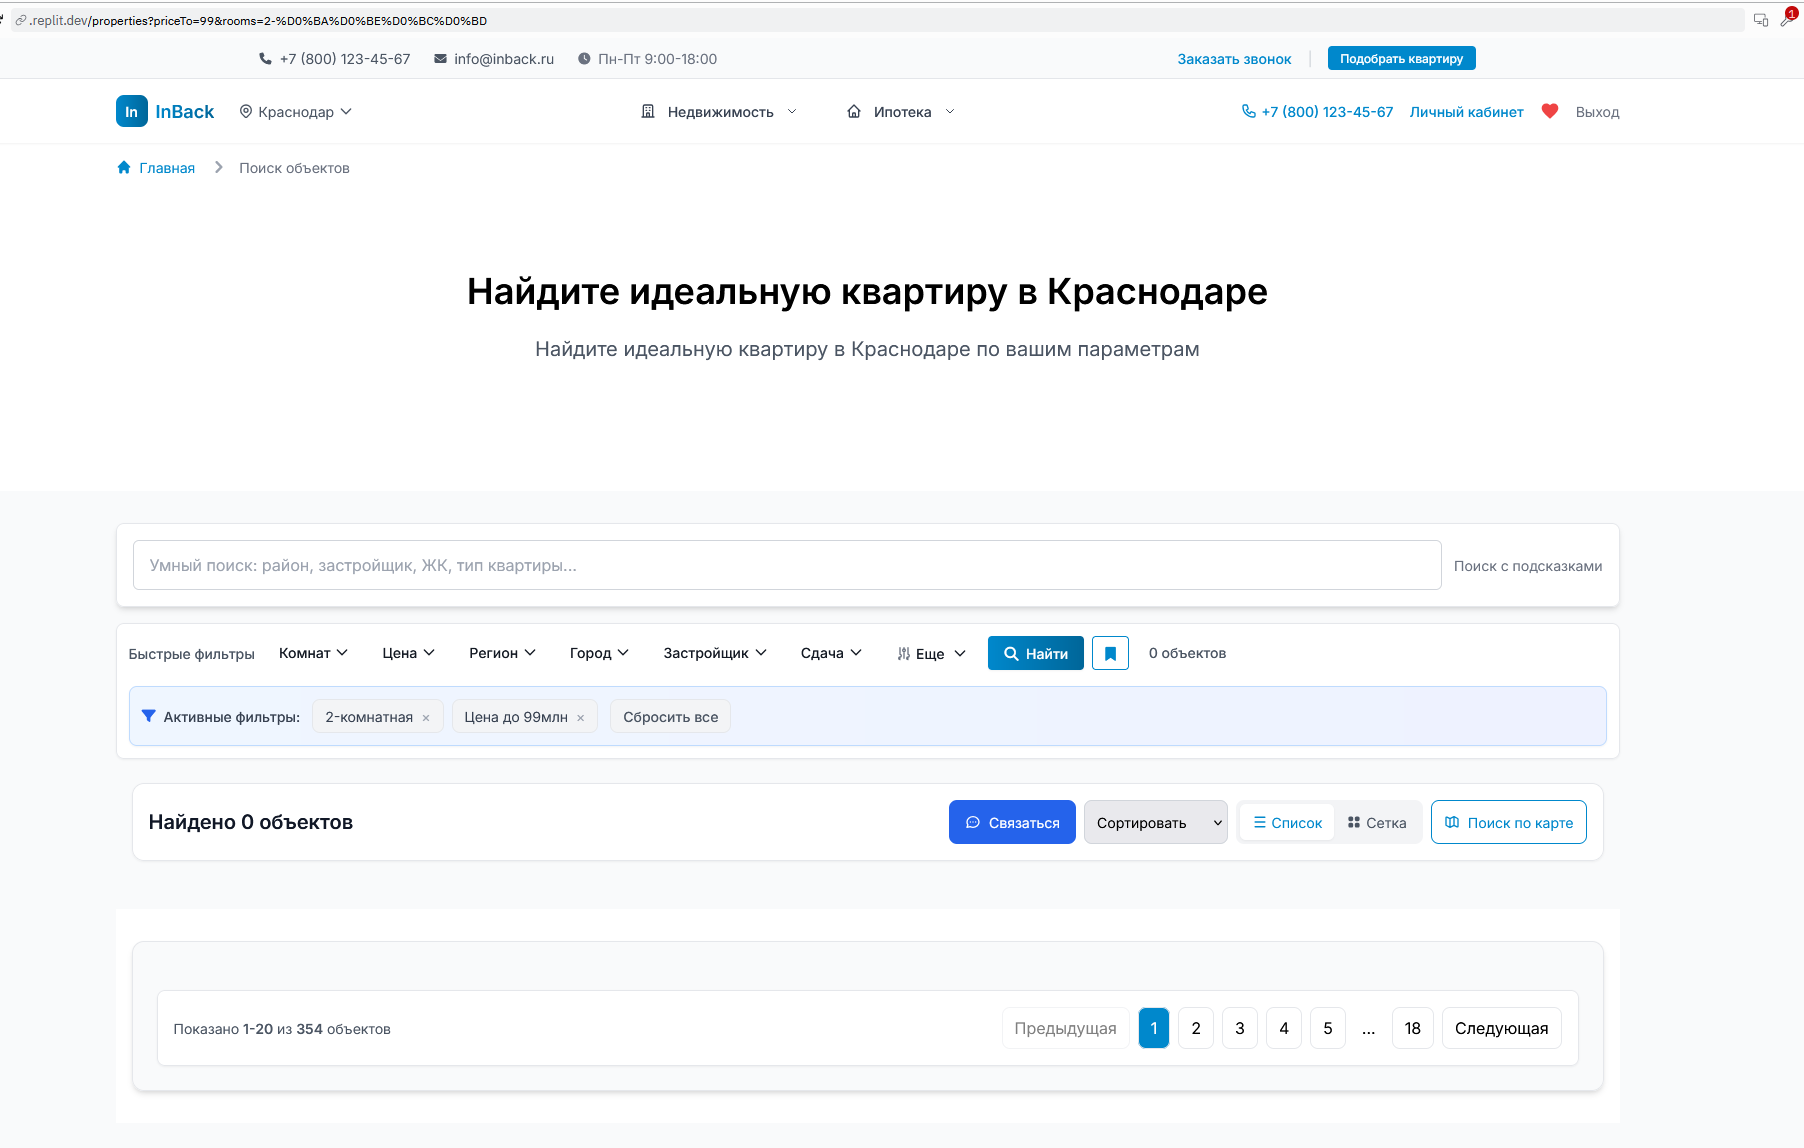 .replit.dev/properties?priceTo=99&rooms=2-%D0%BA%D0%BE%D0%BC%D0%BD
1
+7 (800) 123-45-67 info@inback.ru Пн-Пт 9:00-18:00 Заказать звонок Подобрать квартиру
In InBack Краснодар Недвижимость Ипотека +7 (800) 123-45-67 Личный кабинет Выход
Главная Поиск объектов
Найдите идеальную квартиру в Краснодаре
Найдите идеальную квартиру в Краснодаре по вашим параметрам
Умный поиск: район, застройщик, ЖК, тип квартиры... Поиск с подсказками
Быстрые фильтры Комнат Цена Регион Город Застройщик Сдача Еще Найти 0 объектов
Активные фильтры: 2-комнатная × Цена до 99млн × Сбросить все
Найдено 0 объектов Связаться Сортировать Список Сетка Поиск по карте
Показано 1-20 из 354 объектов Предыдущая 1 2 3 4 5 ... 18 Следующая